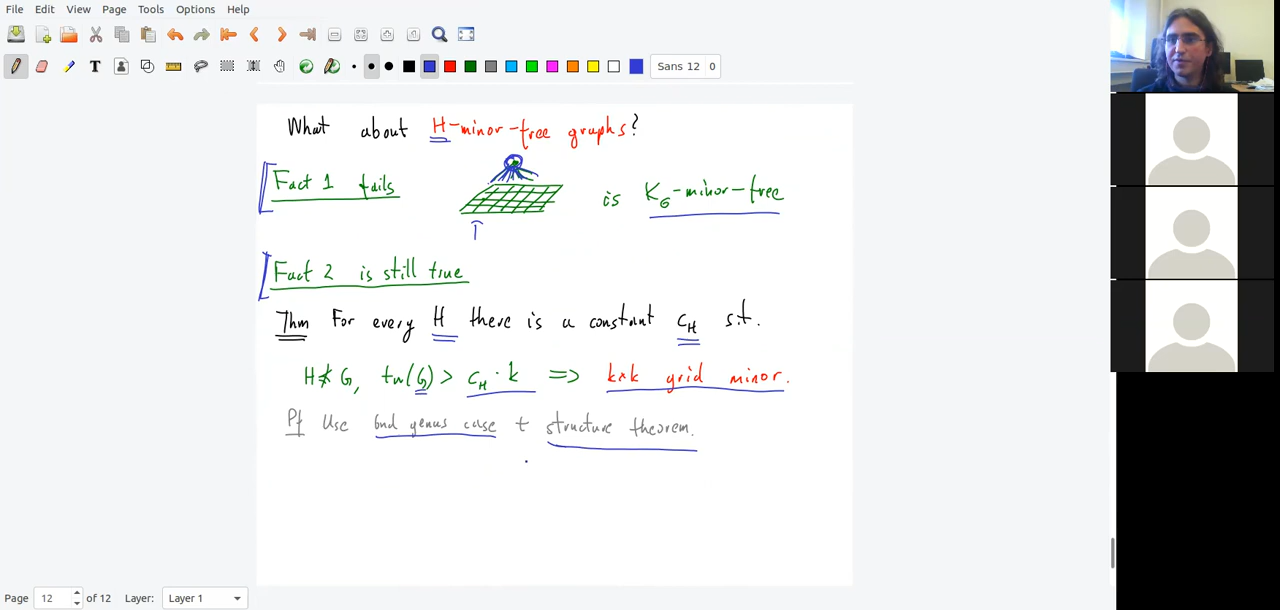 File Edit View Page Tools Options Help
Sans 12 0
What about H-minor-free graphs?
Fact 1 fails
is K6-minor-free
Fact 2 is still true
Thm For every H there is a constant cH s.t.
H⋠G, tw(G) > cH·k ⟹ k×k grid minor.
Pf Use bnd genus case + structure theorem.
Page 12 of 12 Layer: Layer 1